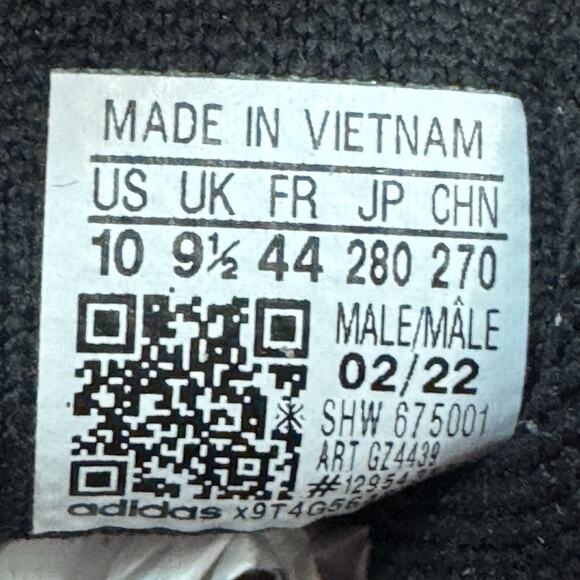 MADE IN VIETNAM
US UK FR JP CHN
10 9½ 44 280 270
MALE/MÂLE
02/22
SHW 675001
ART GZ4439
adidas